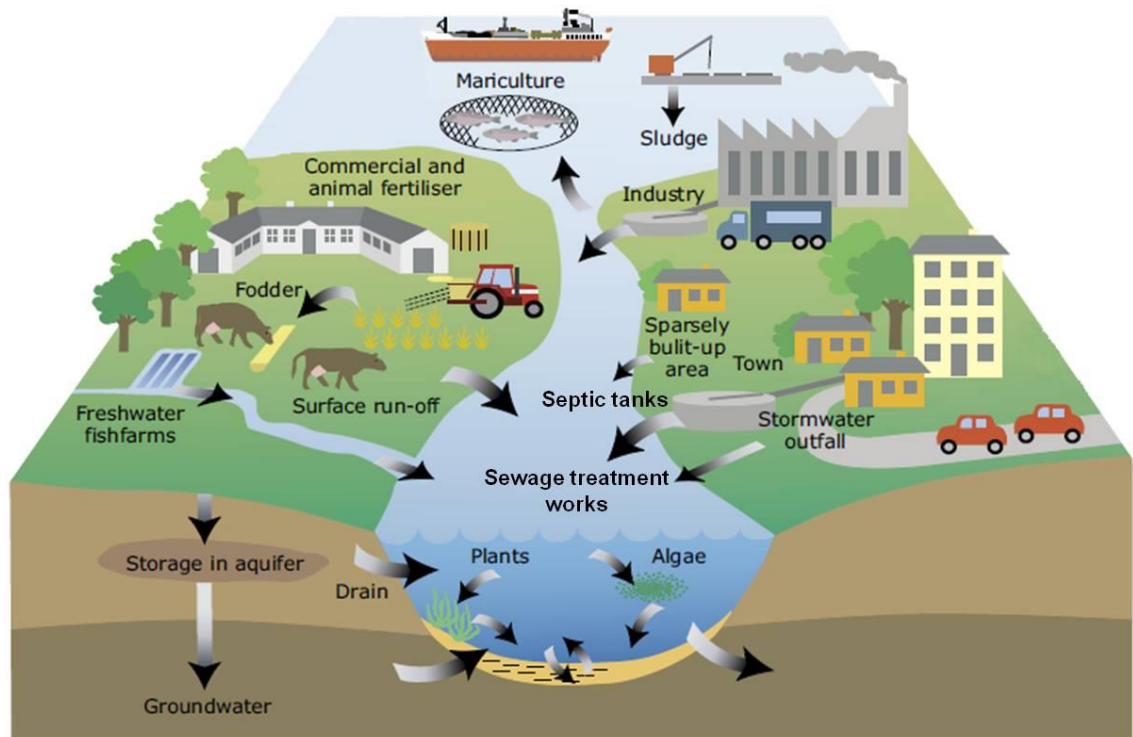 Mariculture
Sludge
Commercial and
animal fertiliser
Industry
Fodder
Sparsely
bulit-up
area
Town
Septic tanks
Surface run-off
Freshwater
fishfarms
Stormwater
outfall
Sewage treatment
works
Plants
Algae
Storage in aquifer
Drain
Groundwater